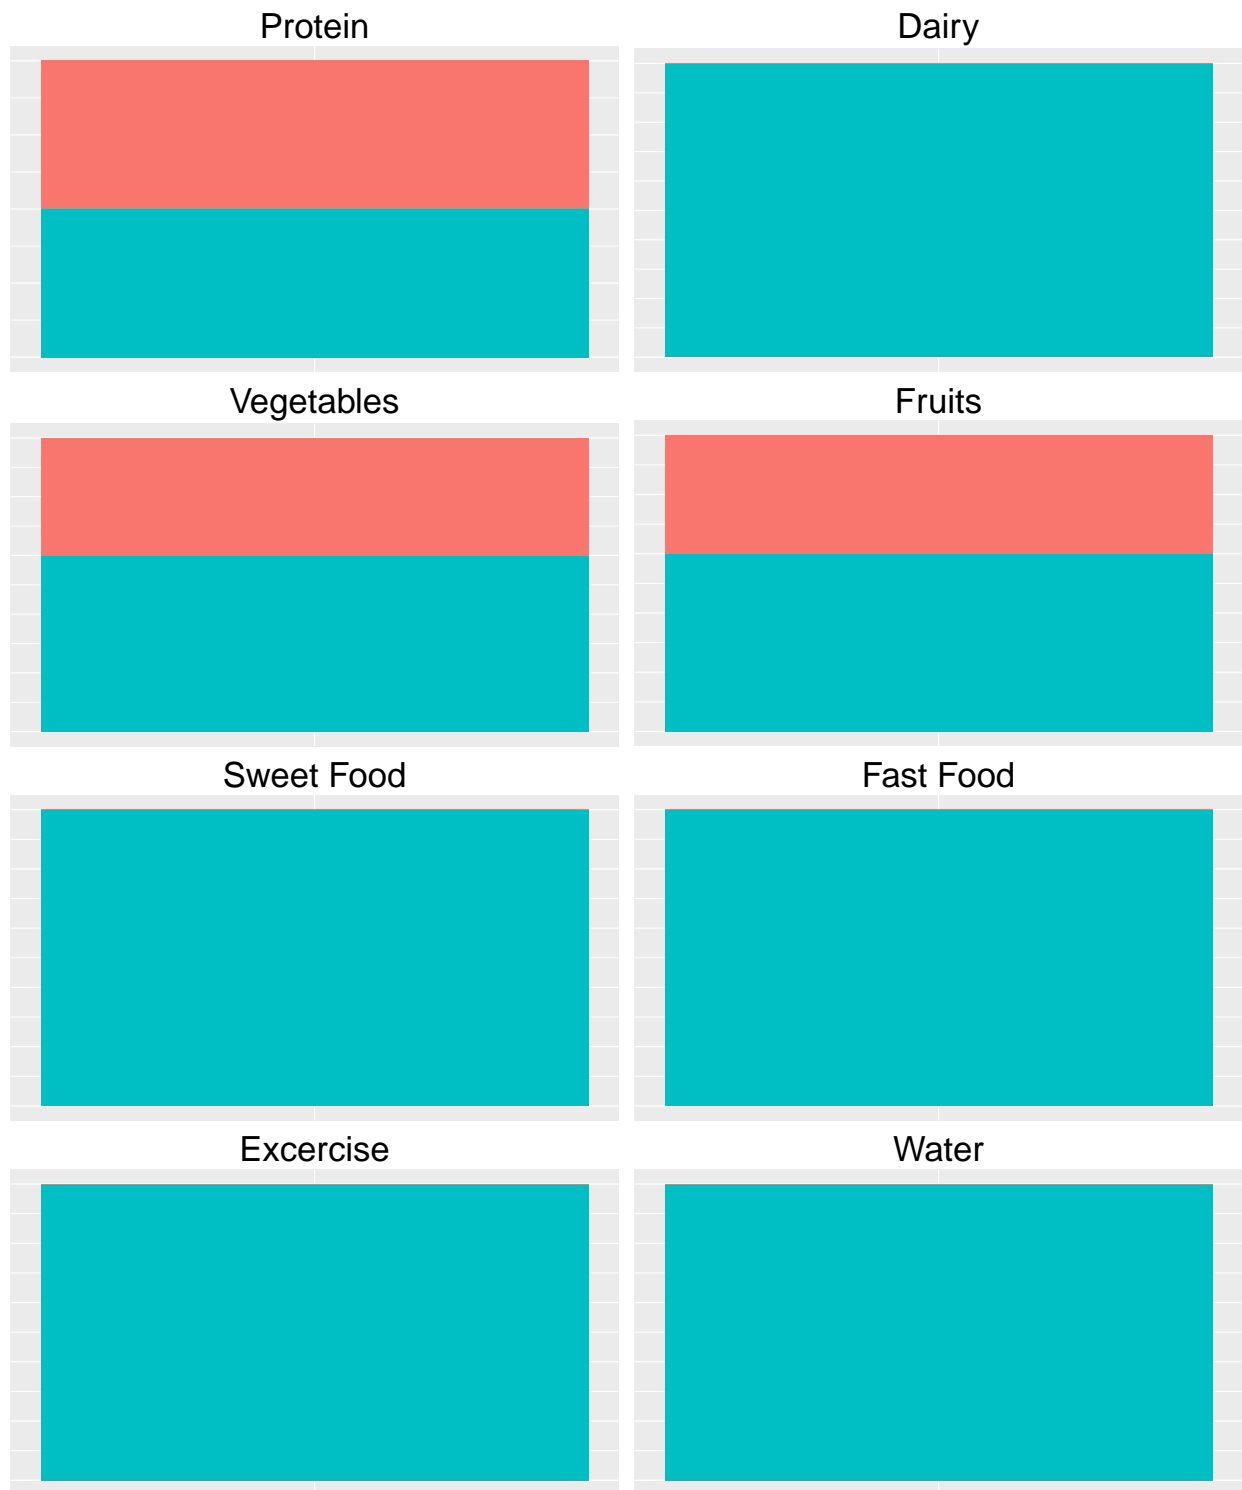 Protein
Dairy
Vegetables
Fruits
Sweet Food
Fast Food
Excercise
Water